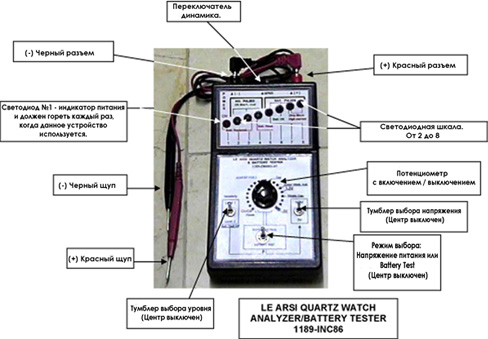 Переключатель
динамика.
(-) Черный разъем
(+) Красный разъем
Светодиод №1 - индикатор питания
и должен гореть каждый раз,
когда данное устройство
используется.
Светодиодная шкала.
От 2 до 8
Потенциометр
с включением / выключением
(-) Черный щуп
Тумблер выбора напряжения
(Центр выключен)
(+) Красный щуп
Режим выбора:
Напряжение питания или
Battery Test
(Центр выключен)
Тумблер выбора уровня
(Центр выключен)
LE ARSI QUARTZ WATCH ANALYZER
& BATTERY TESTER
LE ARSI QUARTZ WATCH
ANALYZER/BATTERY TESTER
1189-INC86